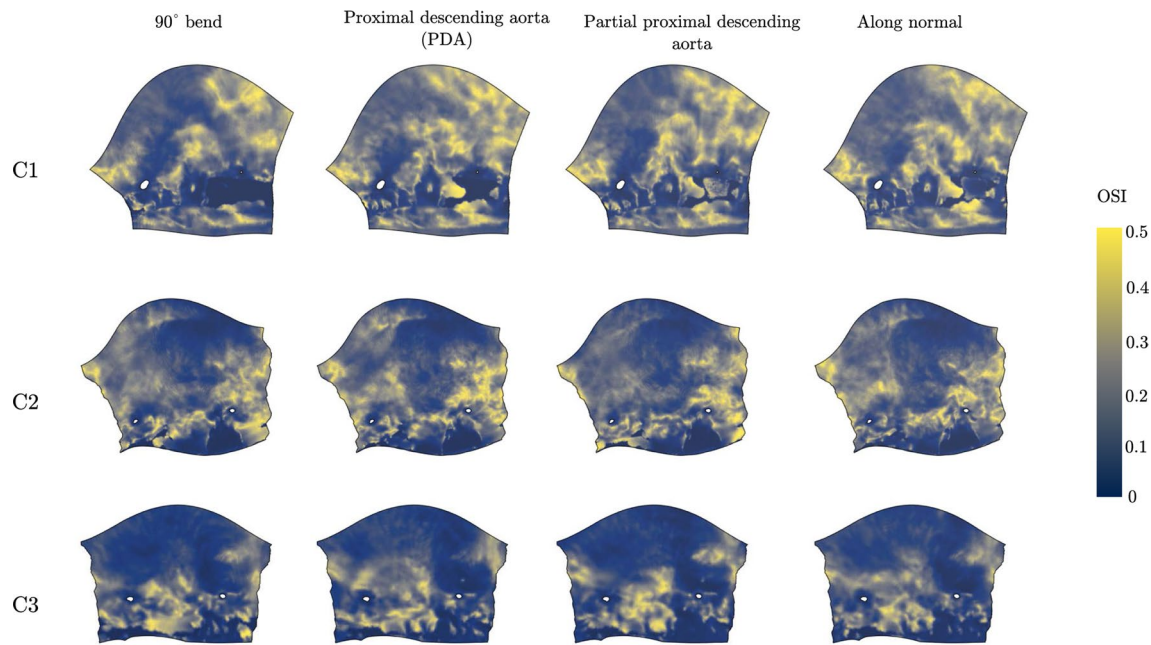 90° bend
Proximal descending aorta
(PDA)
Partial proximal descending
aorta
Along normal
C1
OSI
0.5
0.4
0.3
0.2
0.1
0
C2
C3